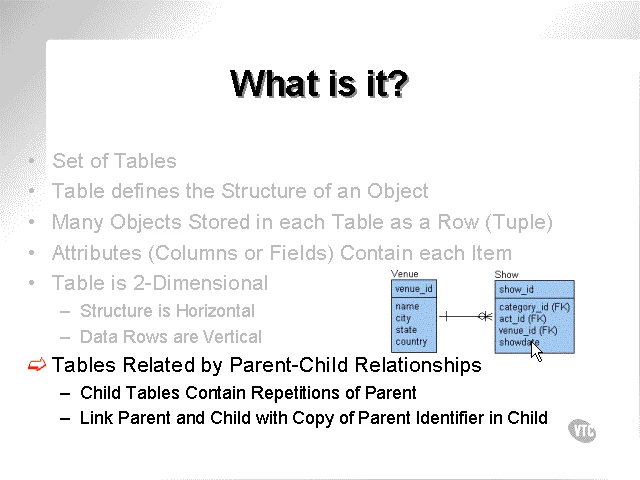 What is it?
• Set of Tables
• Table defines the Structure of an Object
• Many Objects Stored in each Table as a Row (Tuple)
• Attributes (Columns or Fields) Contain each Item
• Table is 2-Dimensional
– Structure is Horizontal
– Data Rows are Vertical
Venue
venue_id
name
city
state
country
Show
show_id
category_id (FK)
act_id (FK)
venue_id (FK)
showdate
Tables Related by Parent-Child Relationships
– Child Tables Contain Repetitions of Parent
– Link Parent and Child with Copy of Parent Identifier in Child
VTC